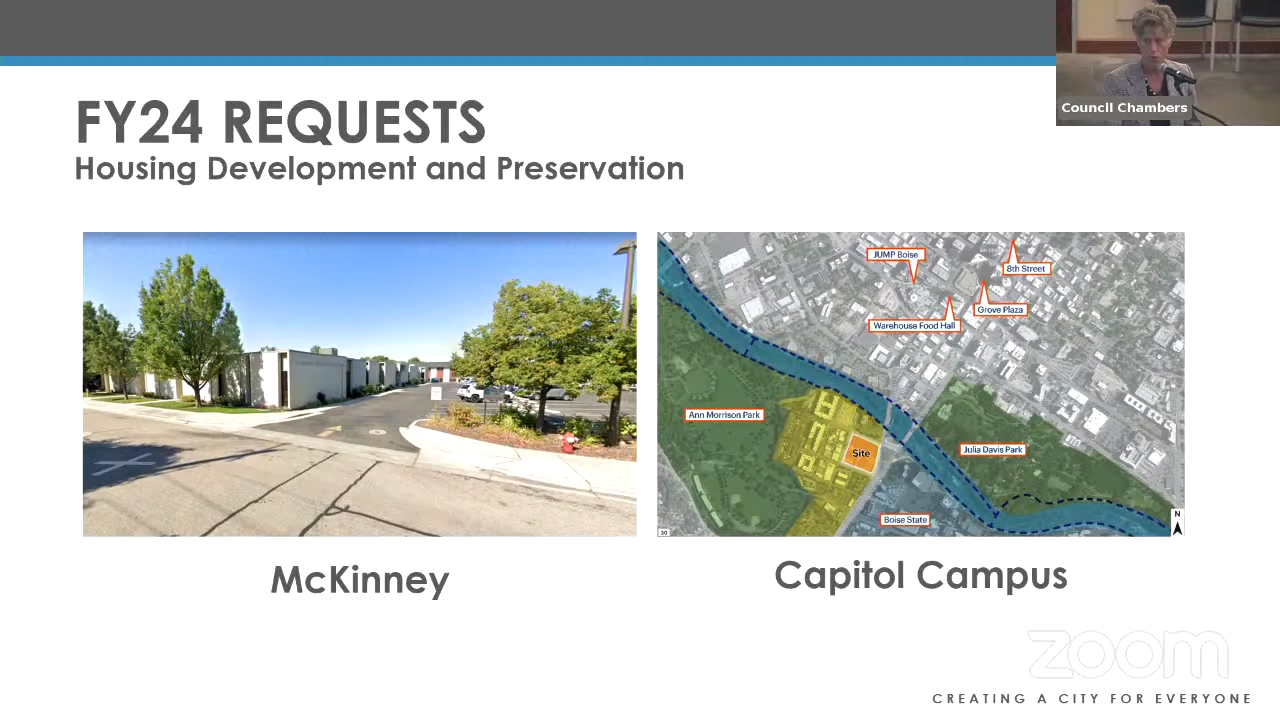 Council Chambers
FY24 REQUESTS
Housing Development and Preservation
JUMP Boise
8th Street
Grove Plaza
Warehouse Food Hall
Ann Morrison Park
Site
Julia Davis Park
Boise State
N
30
McKinney
Capitol Campus
zoom
CREATING A CITY FOR EVERYONE